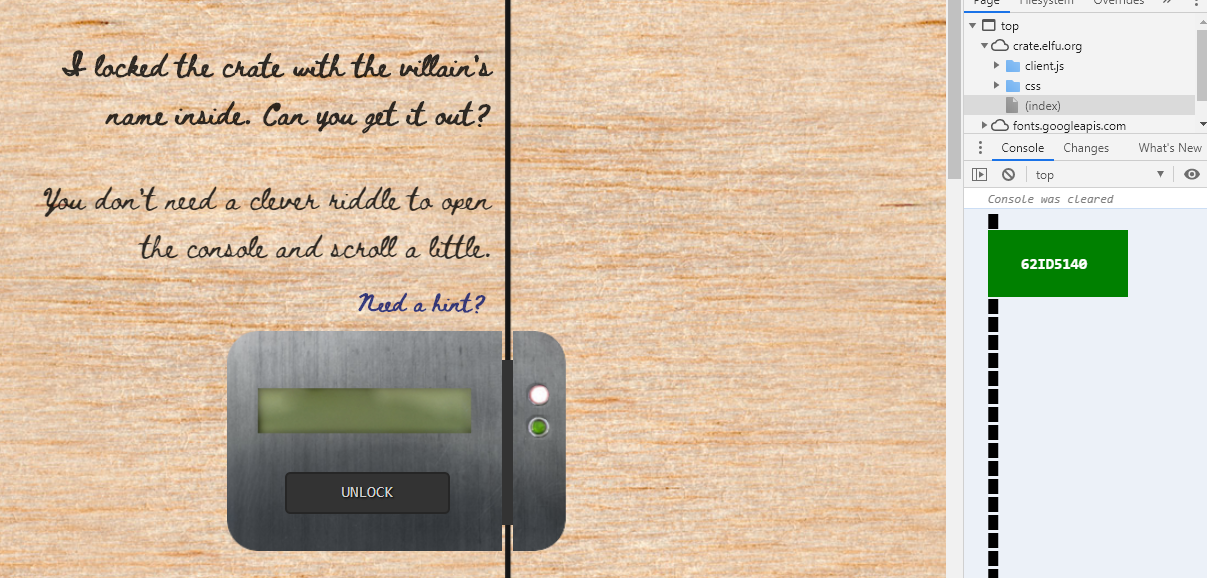 I locked the crate with the villain's
name inside. Can you get it out?
You don't need a clever riddle to open
the console and scroll a little.
Need a hint?
UNLOCK
Page Filesystem Overrides
top
crate.elfu.org
client.js
css
(index)
fonts.googleapis.com
Console Changes What's New
top
Console was cleared
62ID5140